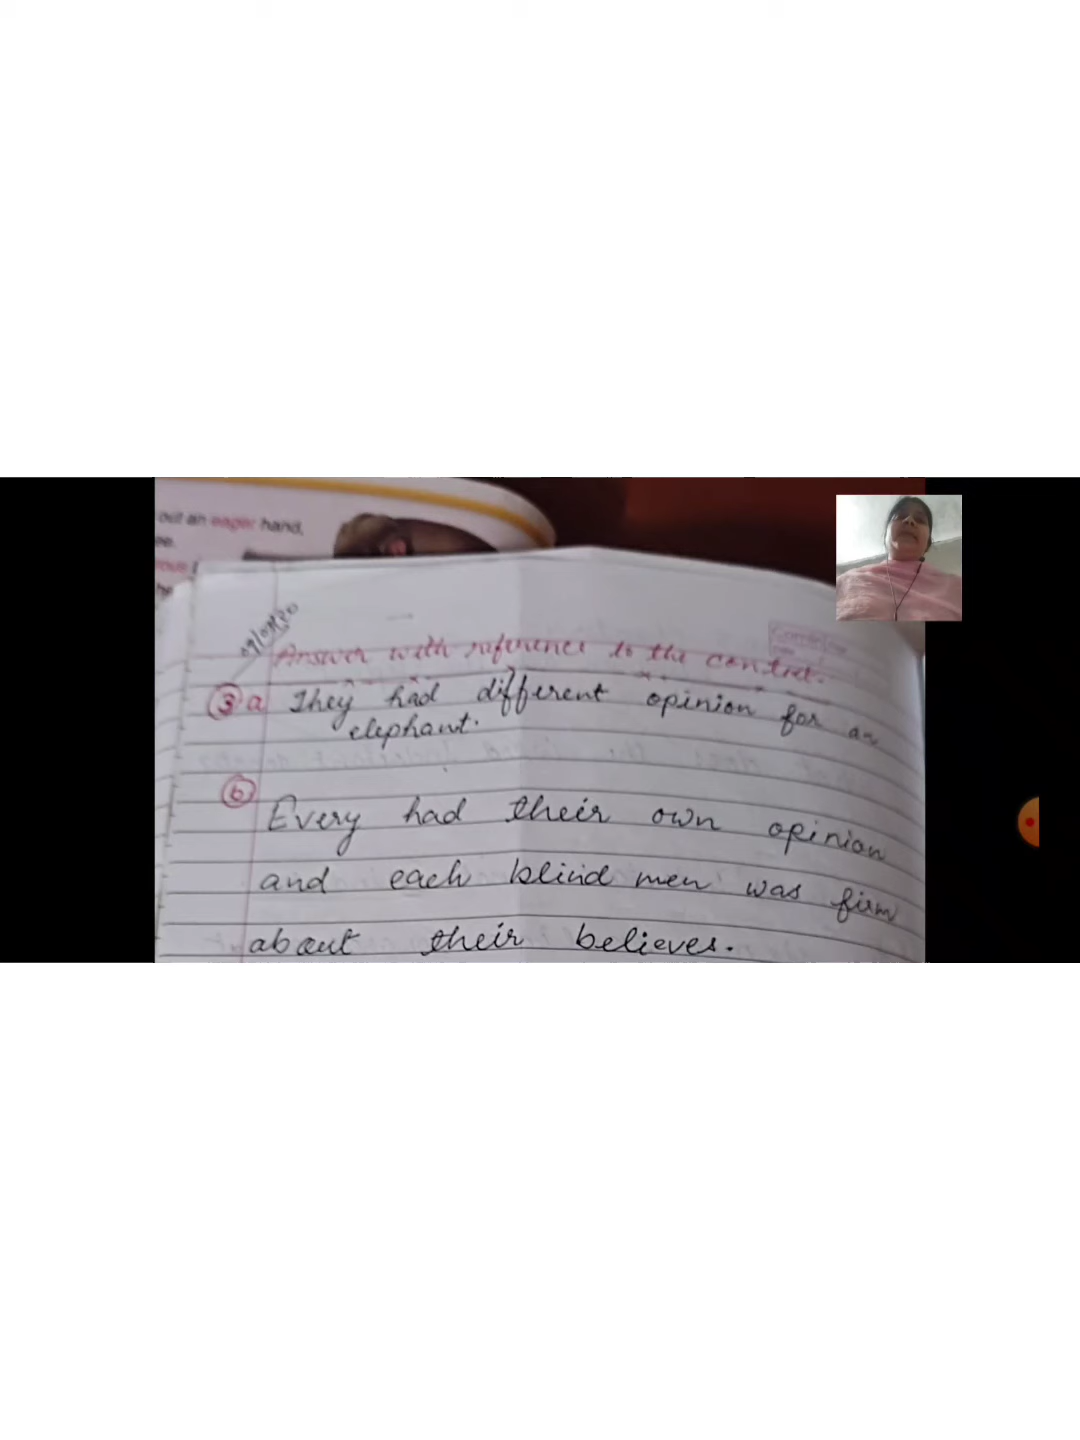 out an eager hand,
Answer with reference to the context.
3 a They had different opinion for an
elephant.
b
Every had their own opinion
and each blind men was firm
about their believes.